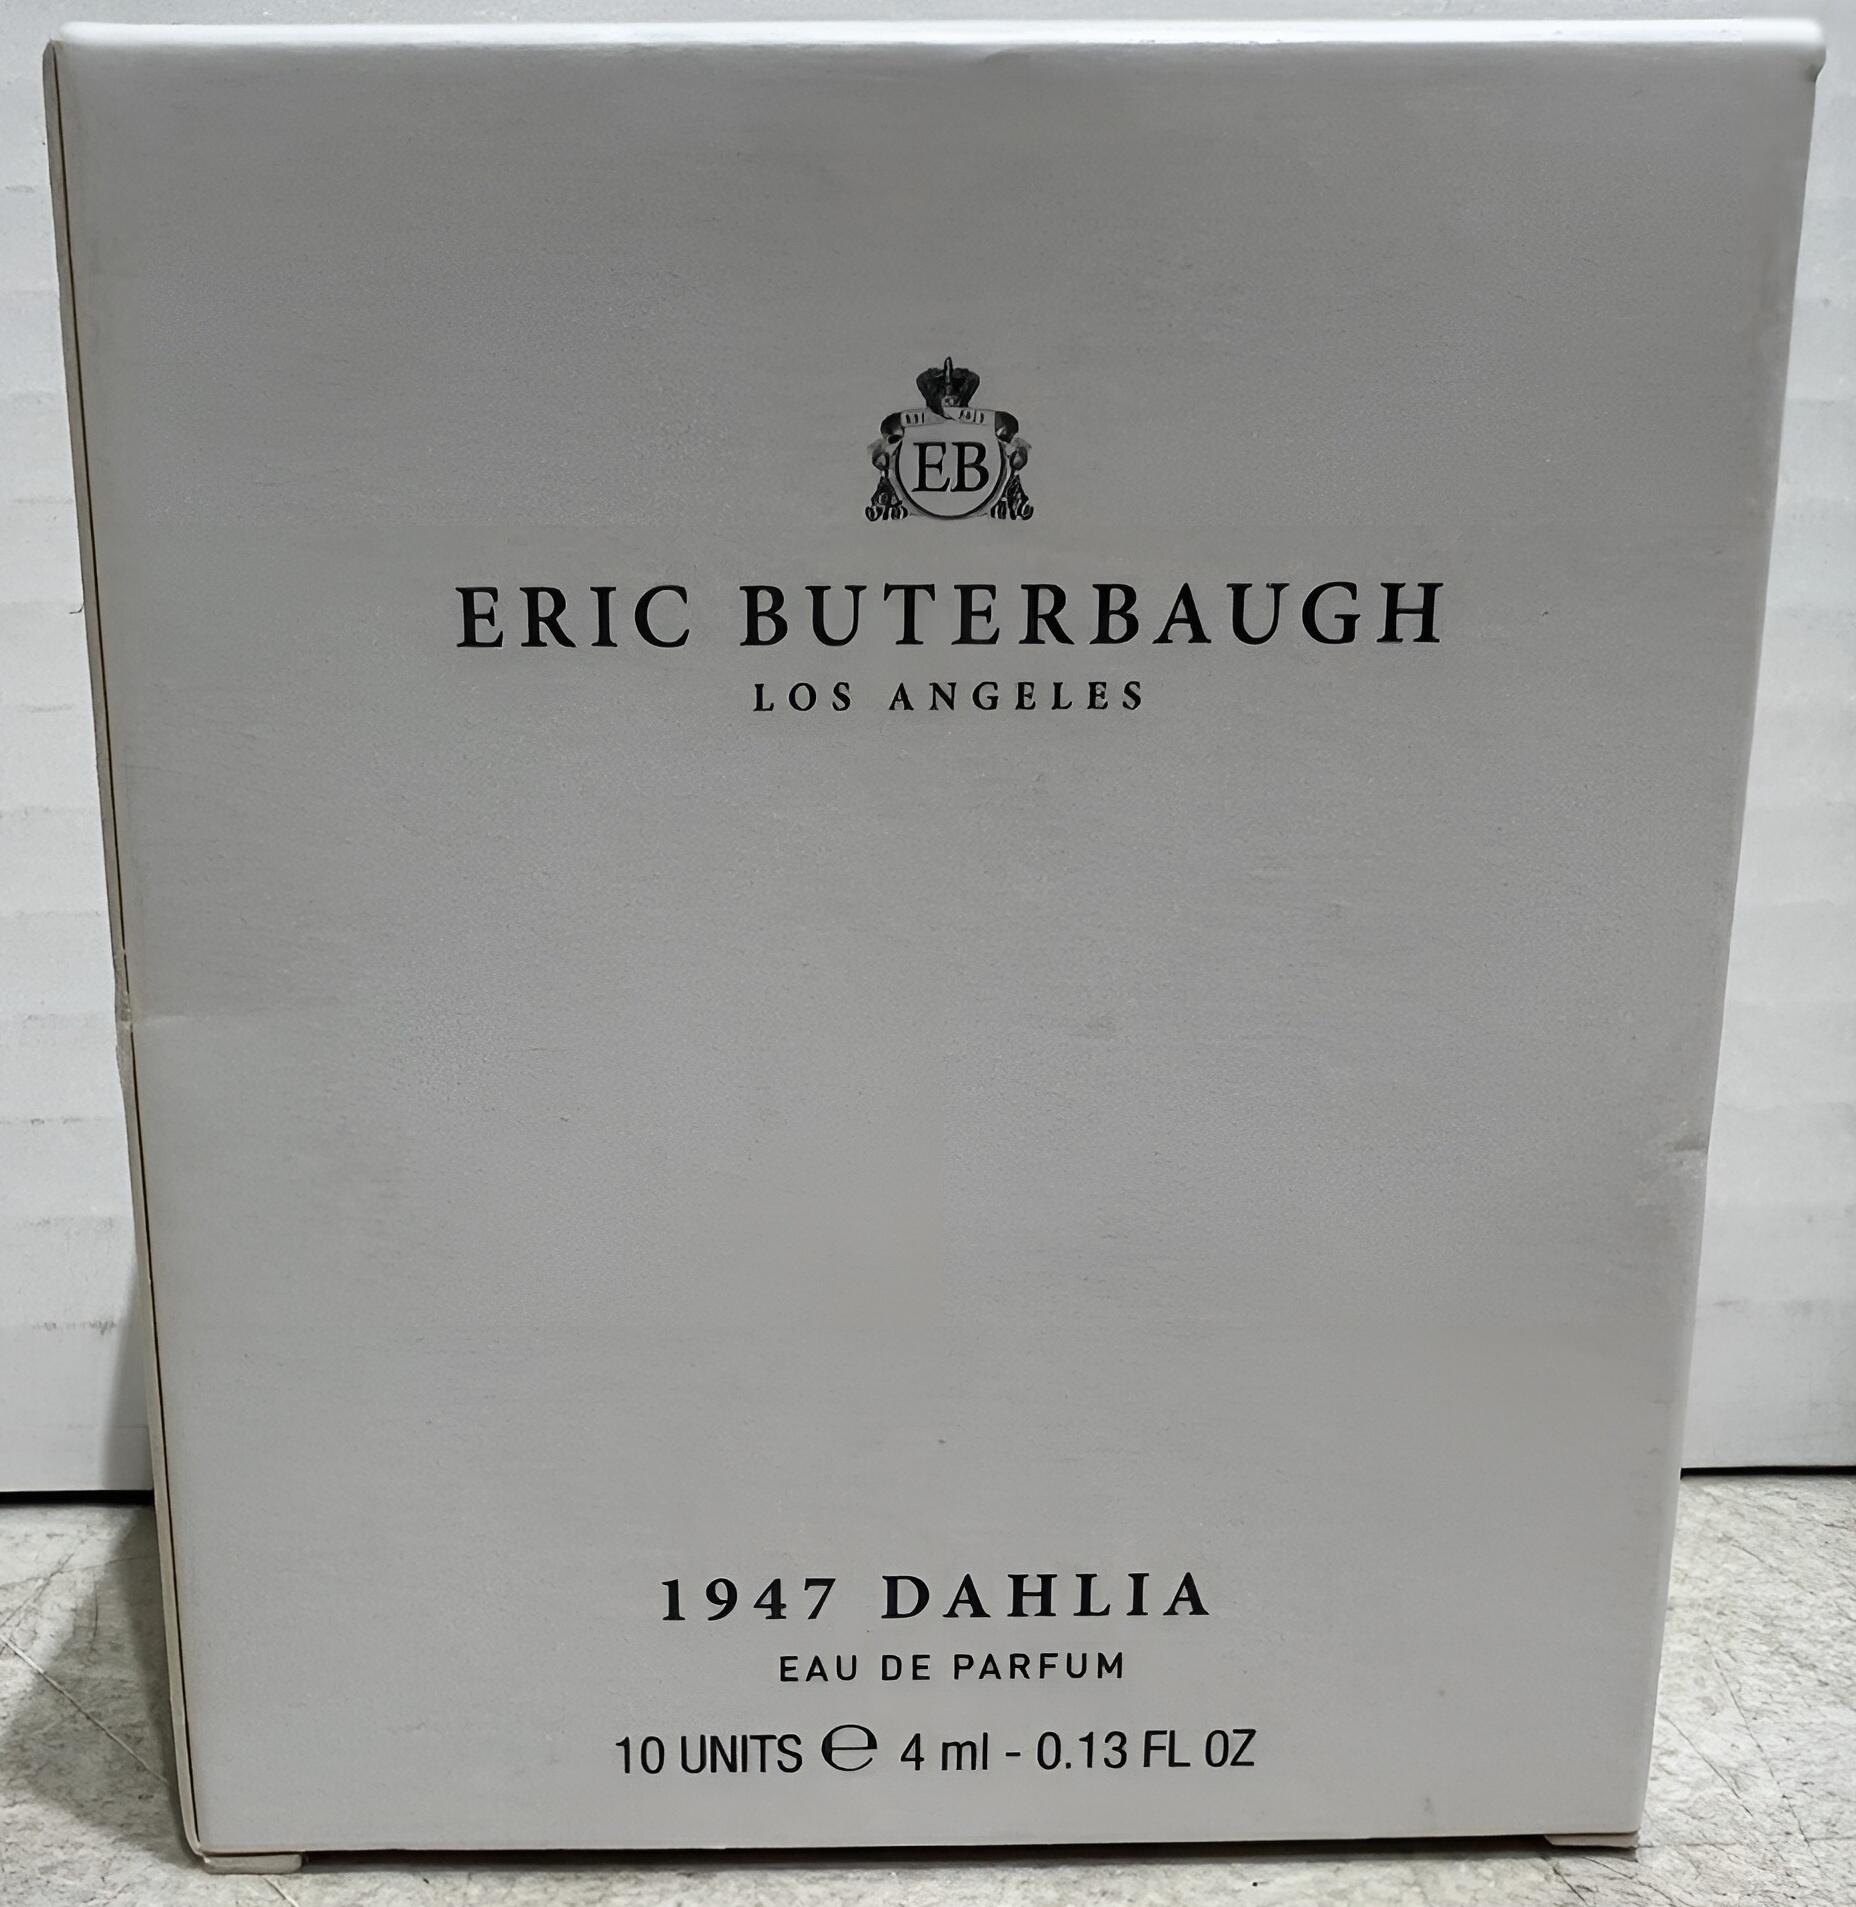 EB
ERIC BUTERBAUGH
LOS ANGELES
1947 DAHLIA
EAU DE PARFUM
10 UNITS ℮ 4 ml - 0.13 FL OZ